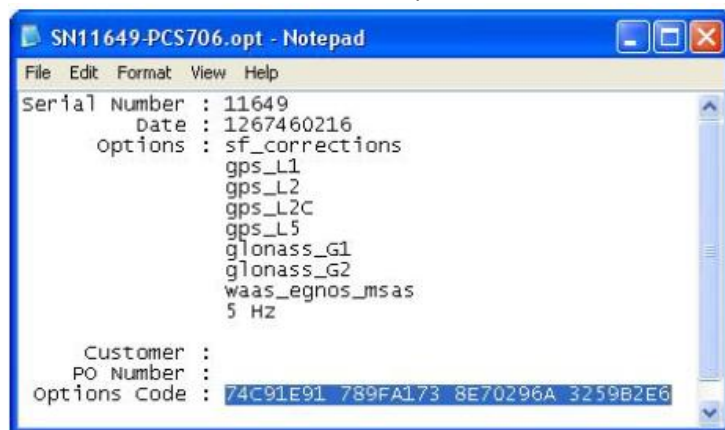 SN11649-PCS706.opt - Notepad
File Edit Format View Help
Serial Number : 11649
Date : 1267460216
Options : sf_corrections
gps_L1
gps_L2
gps_L2C
gps_L5
glonass_G1
glonass_G2
waas_egnos_msas
5 Hz
Customer :
PO Number :
Options Code : 74C91E91 789FA173 8E70296A 3259B2E6